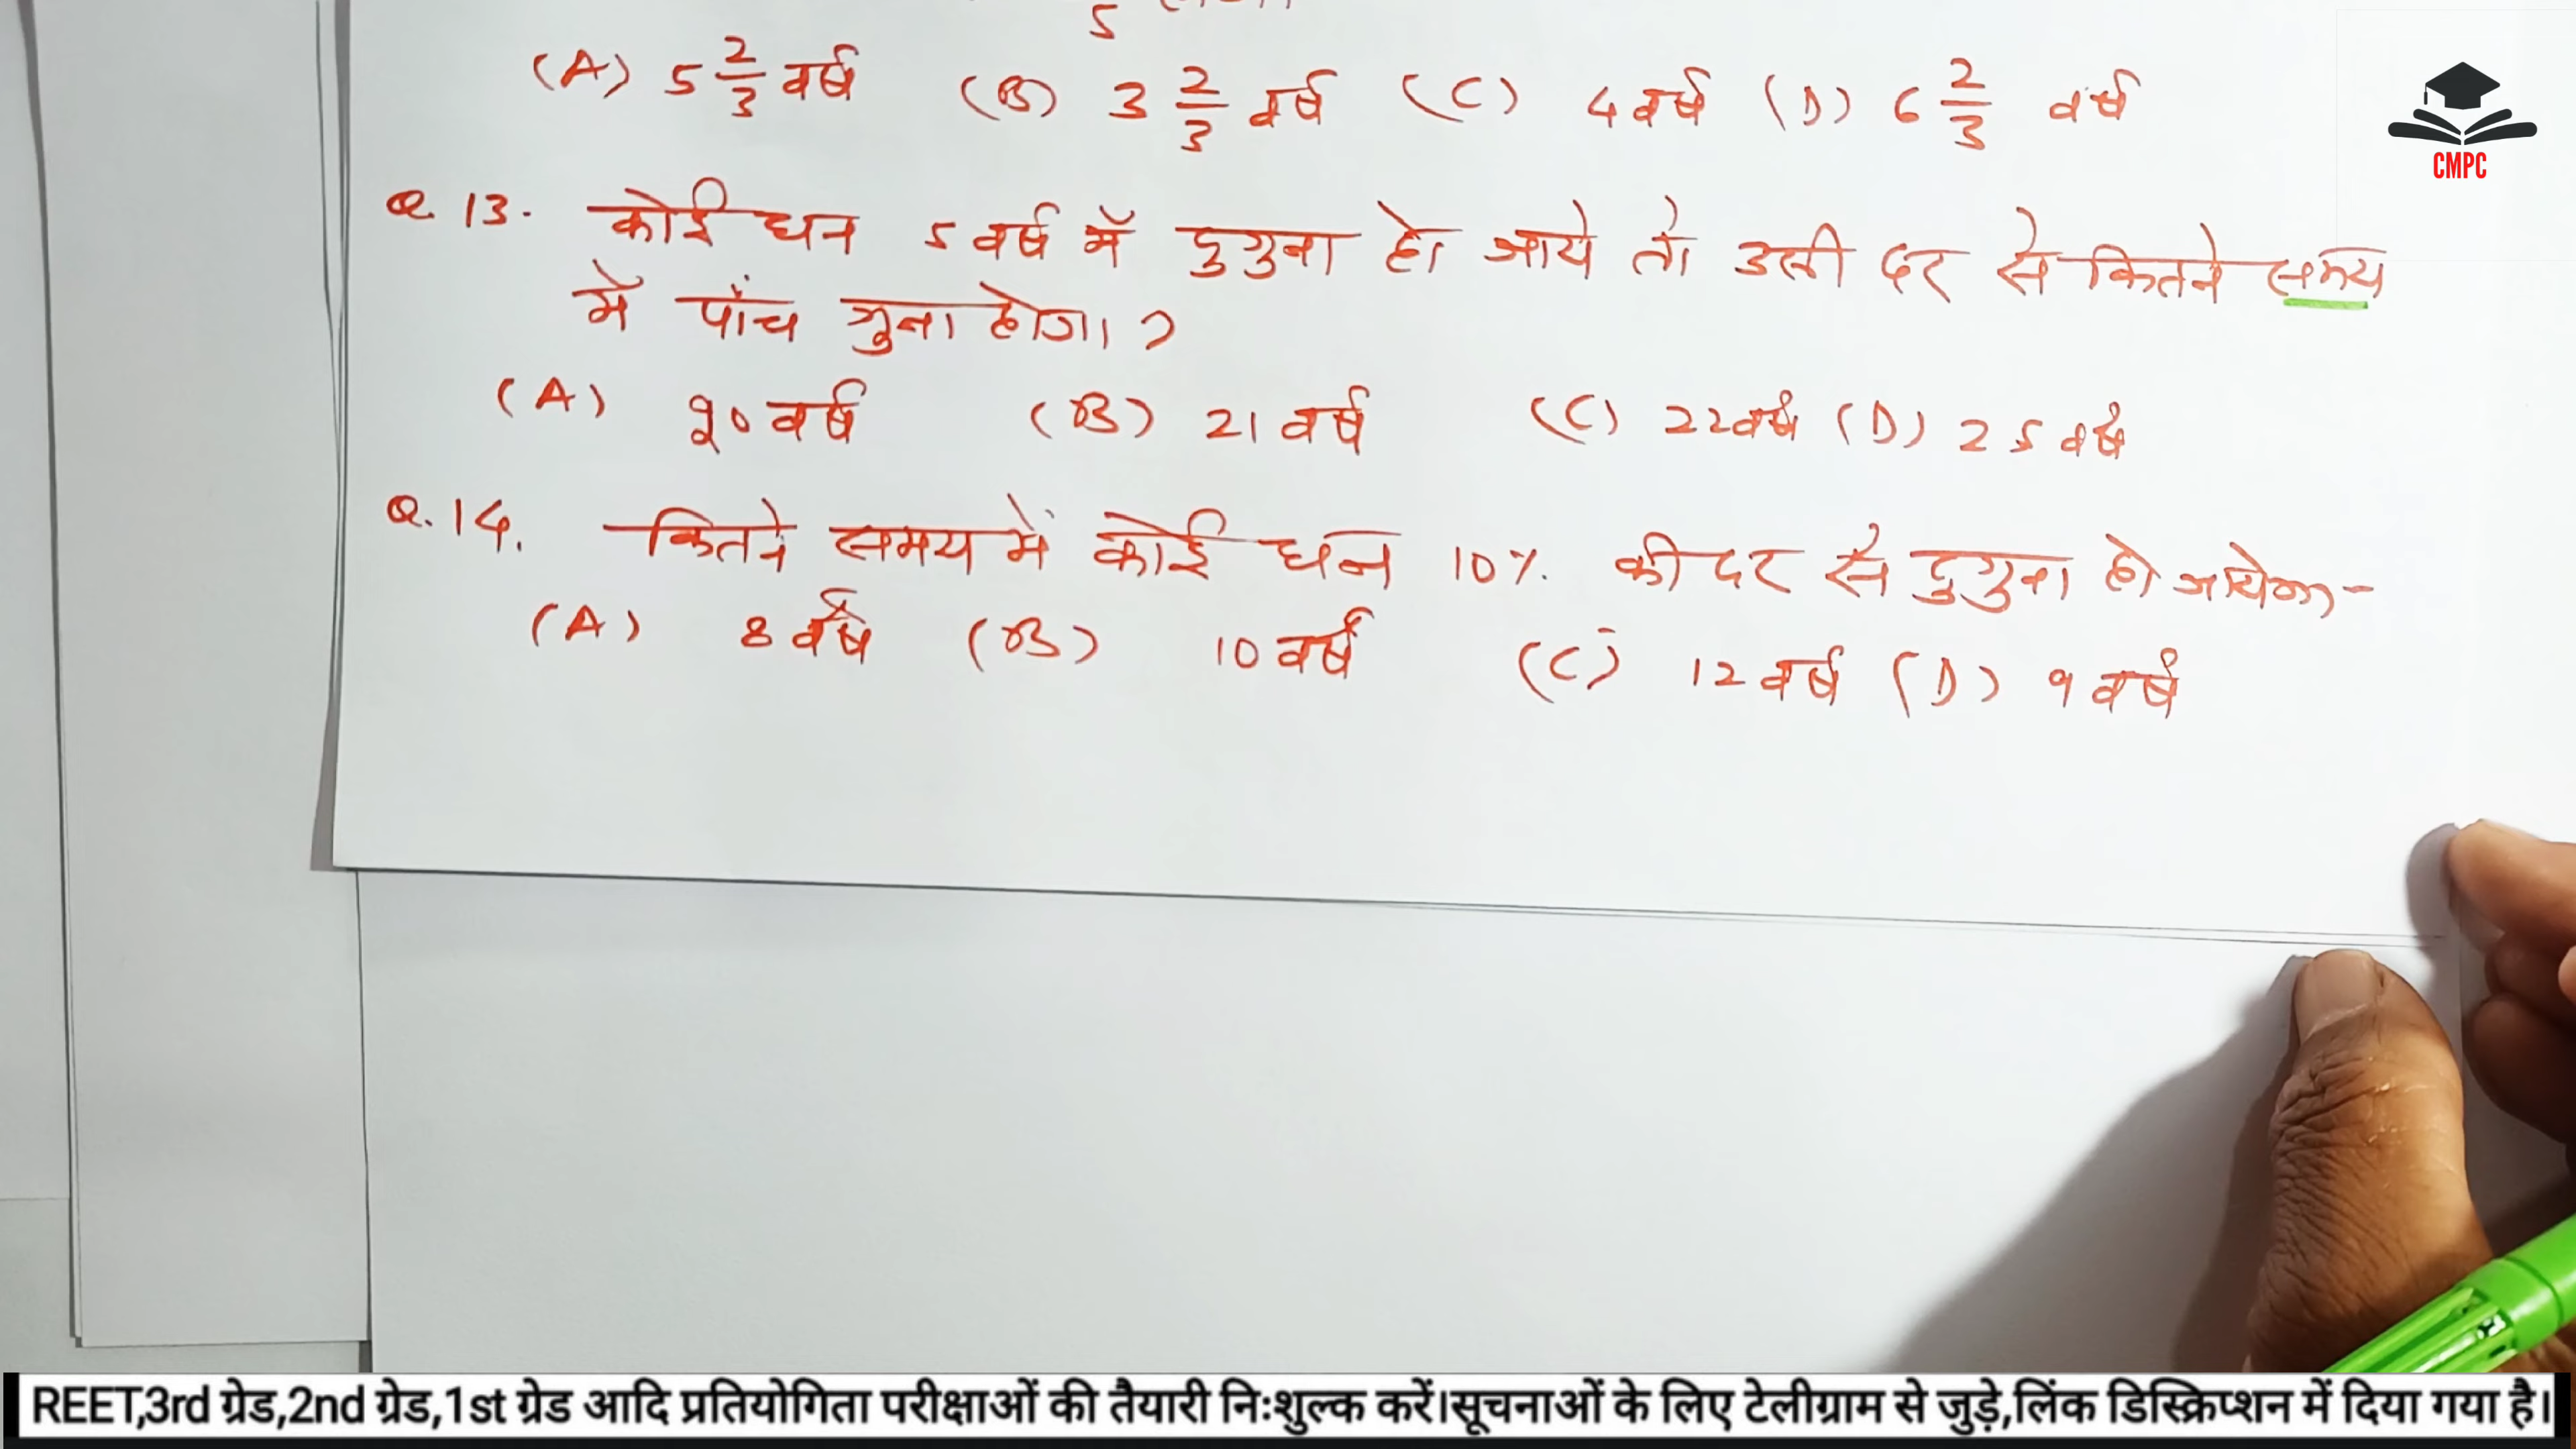 5
(A) 5 2/3 वर्ष (B) 3 2/3 वर्ष (C) 4 वर्ष (D) 6 2/3 वर्ष
CMPC
Q.13. कोई धन 5 वर्ष में दुगुना हो जाये तो उसी दर से कितने समय
में पाँच गुना होगा ?
(A) 20 वर्ष (B) 21 वर्ष (C) 22 वर्ष (D) 25 वर्ष
Q.14. कितने समय में कोई धन 10%. की दर से दुगुना हो जायेगा-
(A) 8 वर्ष (B) 10 वर्ष (C) 12 वर्ष (D) 9 वर्ष
REET,3rd ग्रेड,2nd ग्रेड,1st ग्रेड आदि प्रतियोगिता परीक्षाओं की तैयारी निःशुल्क करें।सूचनाओं के लिए टेलीग्राम से जुड़े,लिंक डिस्क्रिप्शन में दिया गया है।